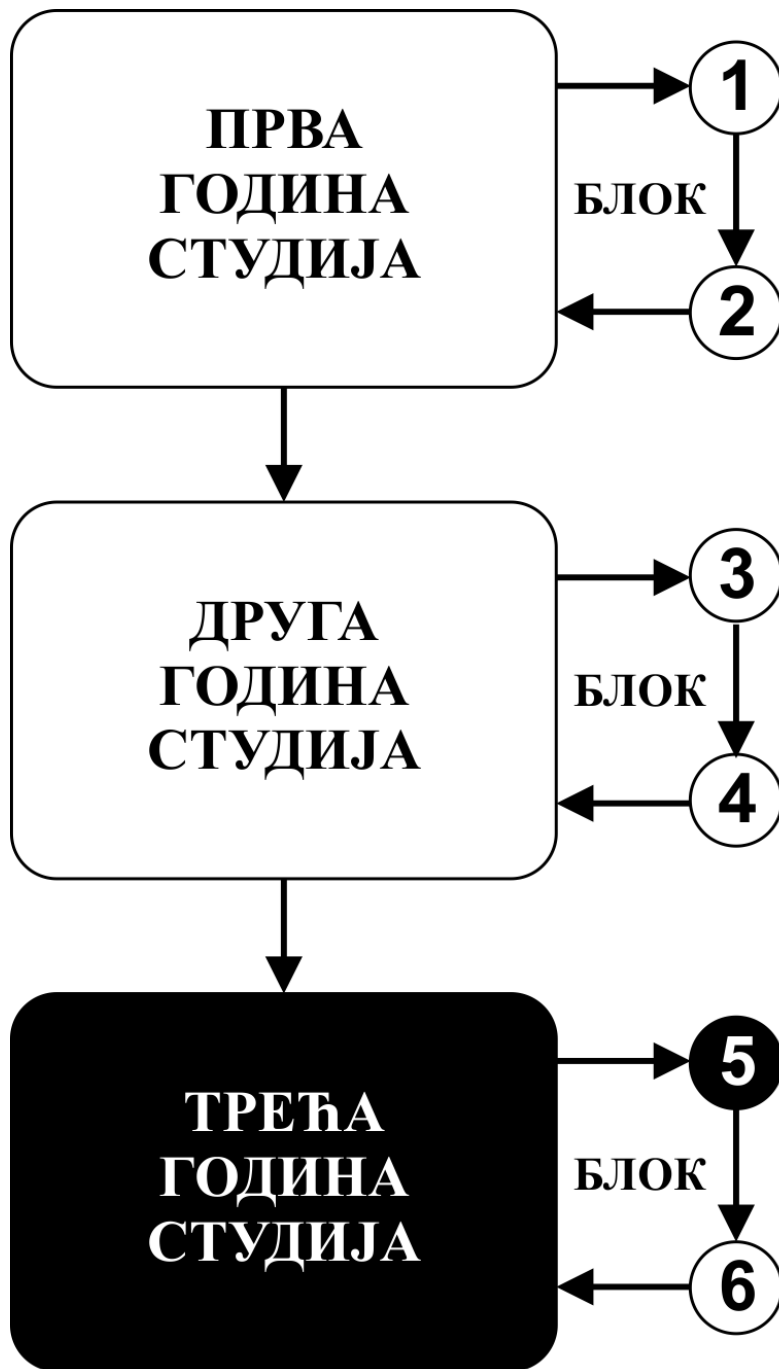 ПРВА
ГОДИНА
СТУДИЈА
1
БЛОК
2
ДРУГА
ГОДИНА
СТУДИЈА
3
БЛОК
4
ТРЕЋА
ГОДИНА
СТУДИЈА
5
БЛОК
6